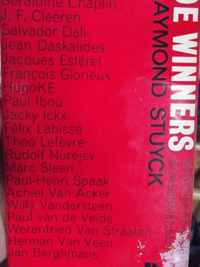 Geraldine Chaplin
J. F. Cleeren
Salvador Dali
Jean Daskalides
Jacques Esterel
François Glorieux
HugoKE
Paul Ibou
Jacky Ickx
Félix Labisse
Théo Lefèvre
Rudolf Nurejev
Marc Sleen
Paul-Henri Spaak
Achiel Van Acker
Willy Vandersteen
Paul van de Velde
Werenfried Van Straaten
Herman Van Veen
Jan Berghmans
DE WINNERS
RAYMOND STUYCK